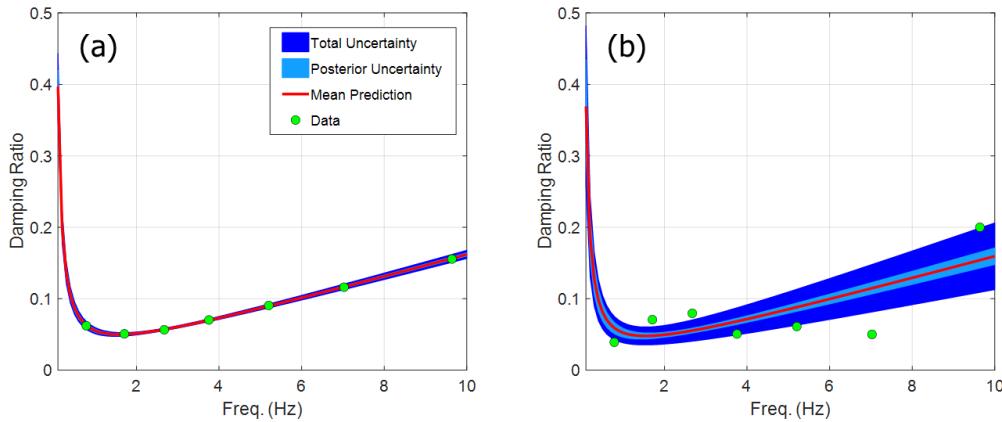 (a)
Total Uncertainty
Posterior Uncertainty
Mean Prediction
Data
Damping Ratio
0.5
0.4
0.3
0.2
0.1
0
2
4
6
8
10
Freq. (Hz)
(b)
Damping Ratio
0.5
0.4
0.3
0.2
0.1
0
2
4
6
8
10
Freq. (Hz)